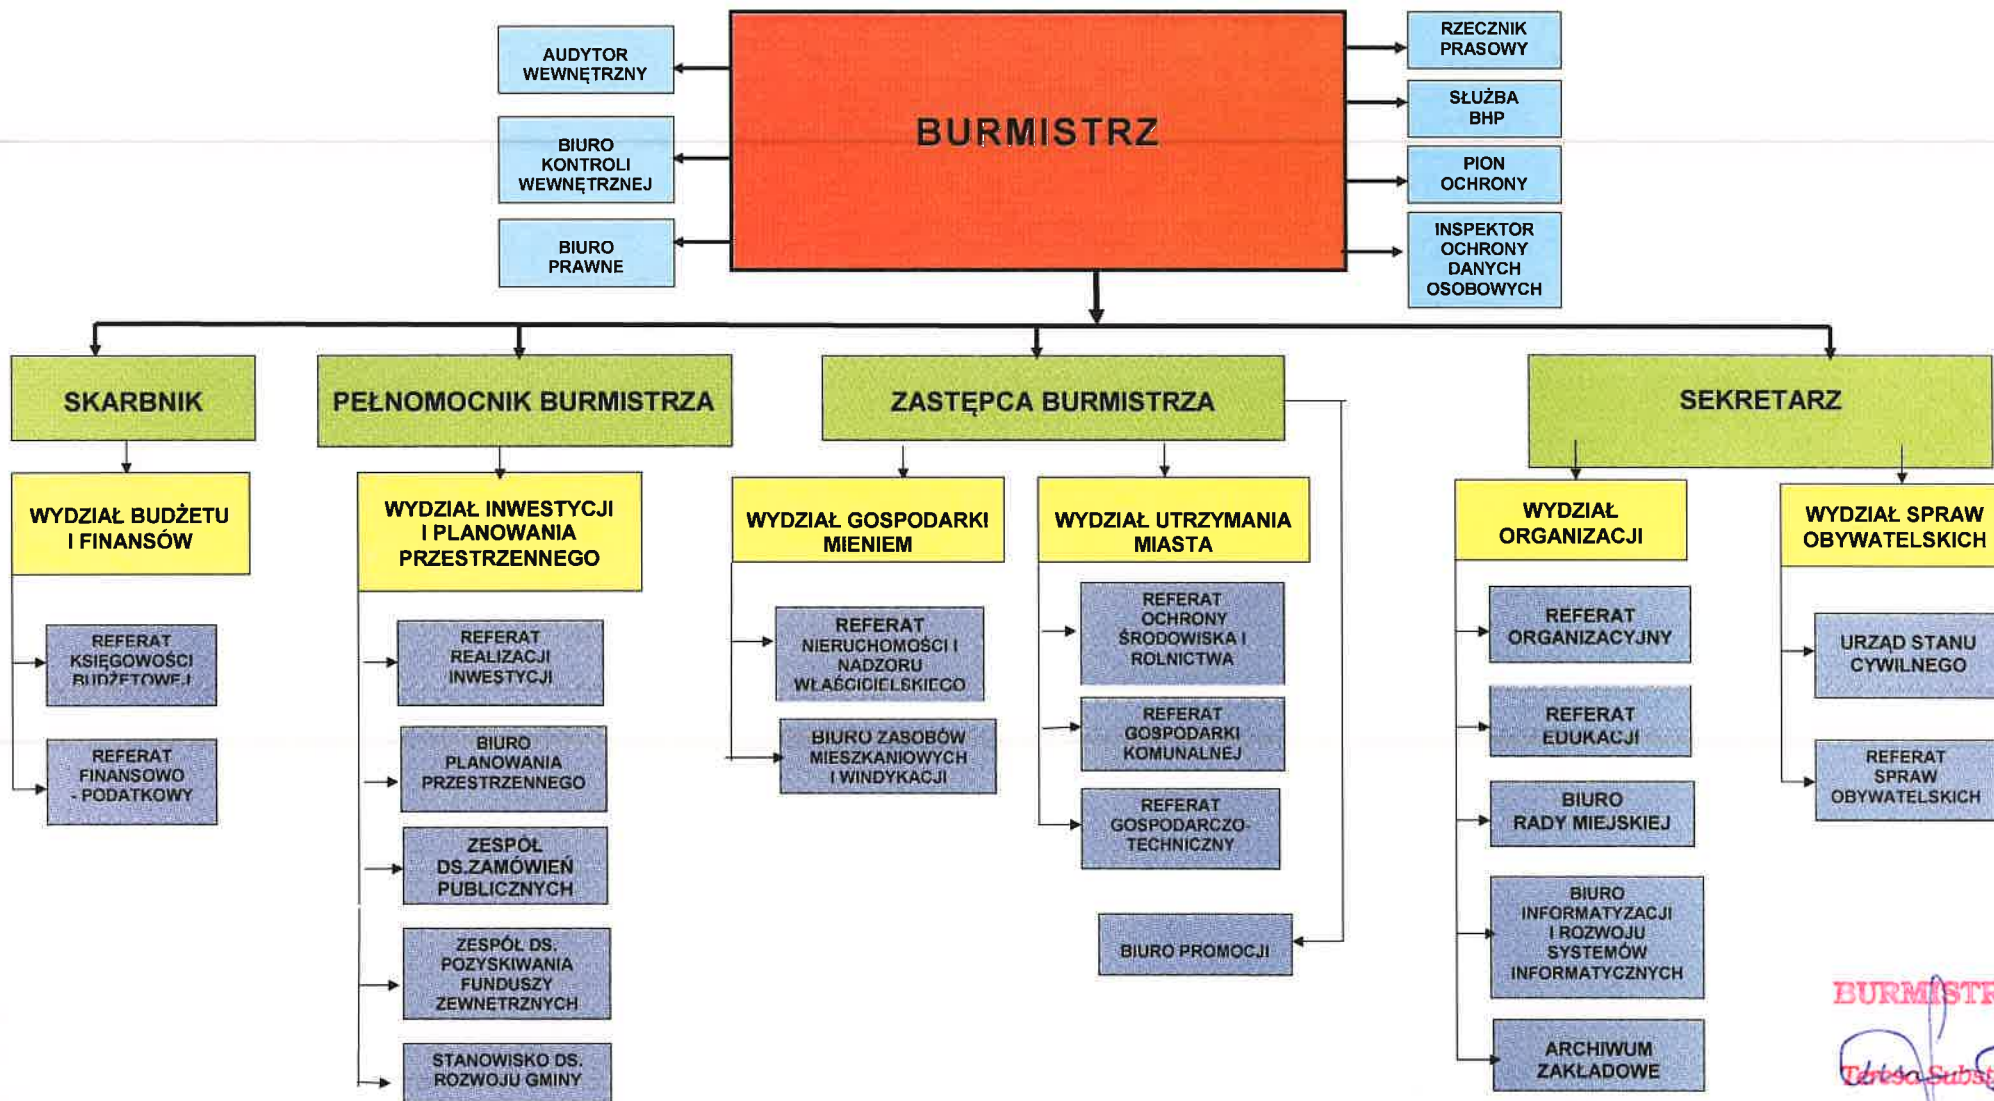 AUDYTOR
WEWNĘTRZNY
BIURO
KONTROLI
WEWNĘTRZNEJ
BIURO
PRAWNE
BURMISTRZ
RZECZNIK
PRASOWY
SŁUŻBA
BHP
PION
OCHRONY
INSPEKTOR
OCHRONY
DANYCH
OSOBOWYCH
SKARBNIK
PEŁNOMOCNIK BURMISTRZA
ZASTĘPCA BURMISTRZA
SEKRETARZ
WYDZIAŁ BUDŻETU
I FINANSÓW
WYDZIAŁ INWESTYCJI
I PLANOWANIA
PRZESTRZENNEGO
WYDZIAŁ GOSPODARKI
MIENIEM
WYDZIAŁ UTRZYMANIA
MIASTA
WYDZIAŁ
ORGANIZACJI
WYDZIAŁ SPRAW
OBYWATELSKICH
REFERAT
KSIĘGOWOŚCI
BUDŻETOWEJ
REFERAT
FINANSOWO
- PODATKOWY
REFERAT
REALIZACJI
INWESTYCJI
BIURO
PLANOWANIA
PRZESTRZENNEGO
ZESPÓŁ
DS.ZAMÓWIEŃ
PUBLICZNYCH
ZESPÓŁ DS.
POZYSKIWANIA
FUNDUSZY
ZEWNĘTRZNYCH
STANOWISKO DS.
ROZWOJU GMINY
REFERAT
NIERUCHOMOŚCI I
NADZORU
WŁAŚCICIELSKIEGO
BIURO ZASOBÓW
MIESZKANIOWYCH
I WINDYKACJI
REFERAT
OCHRONY
ŚRODOWISKA I
ROLNICTWA
REFERAT
GOSPODARKI
KOMUNALNEJ
REFERAT
GOSPODARCZO-
TECHNICZNY
BIURO PROMOCJI
REFERAT
ORGANIZACYJNY
REFERAT
EDUKACJI
BIURO
RADY MIEJSKIEJ
BIURO
INFORMATYZACJI
I ROZWOJU
SYSTEMÓW
INFORMATYCZNYCH
ARCHIWUM
ZAKŁADOWE
URZĄD STANU
CYWILNEGO
REFERAT
SPRAW
OBYWATELSKICH
BURMISTR
Teresa Subst